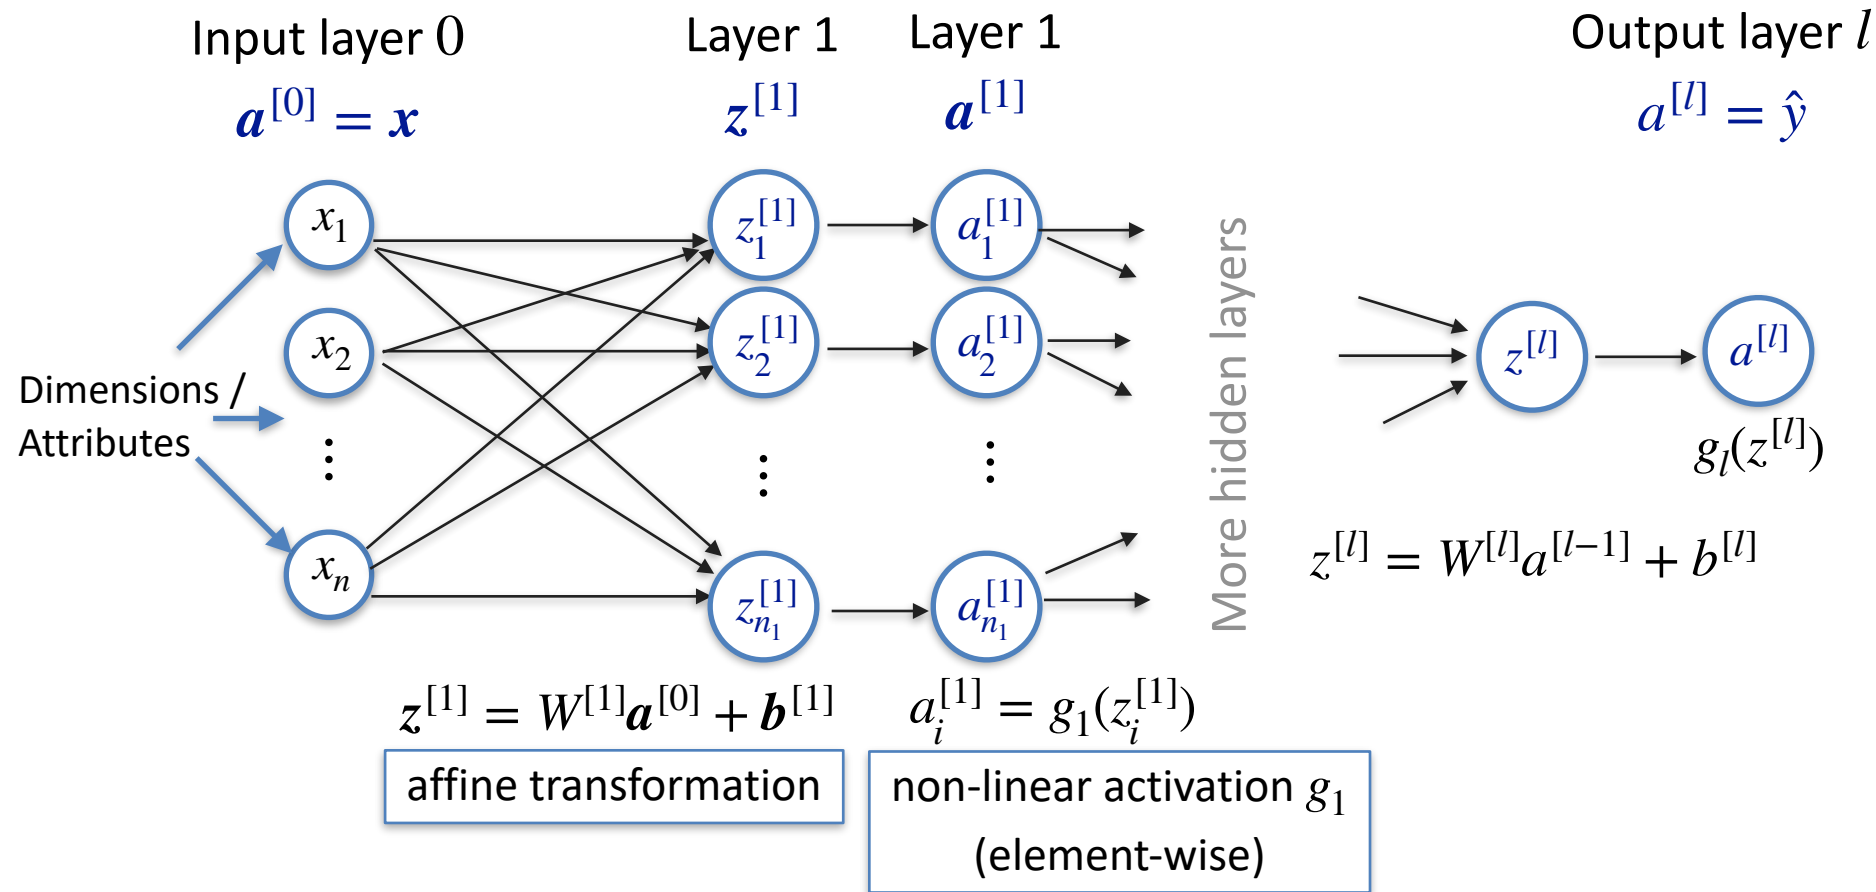 Input layer 0
Layer 1
Layer 1
Output layer l
a^{[0]} = x
z^{[1]}
a^{[1]}
a^{[l]} = ŷ
x_1
z_1^{[1]}
a_1^{[1]}
x_2
z_2^{[1]}
a_2^{[1]}
z^{[l]}
a^{[l]}
Dimensions /
Attributes
⋮
⋮
⋮
More hidden layers
g_l(z^{[l]})
x_n
z_{n_1}^{[1]}
a_{n_1}^{[1]}
z^{[l]} = W^{[l]}a^{[l-1]} + b^{[l]}
z^{[1]} = W^{[1]}a^{[0]} + b^{[1]}
a_i^{[1]} = g_1(z_i^{[1]})
affine transformation
non-linear activation g_1
(element-wise)